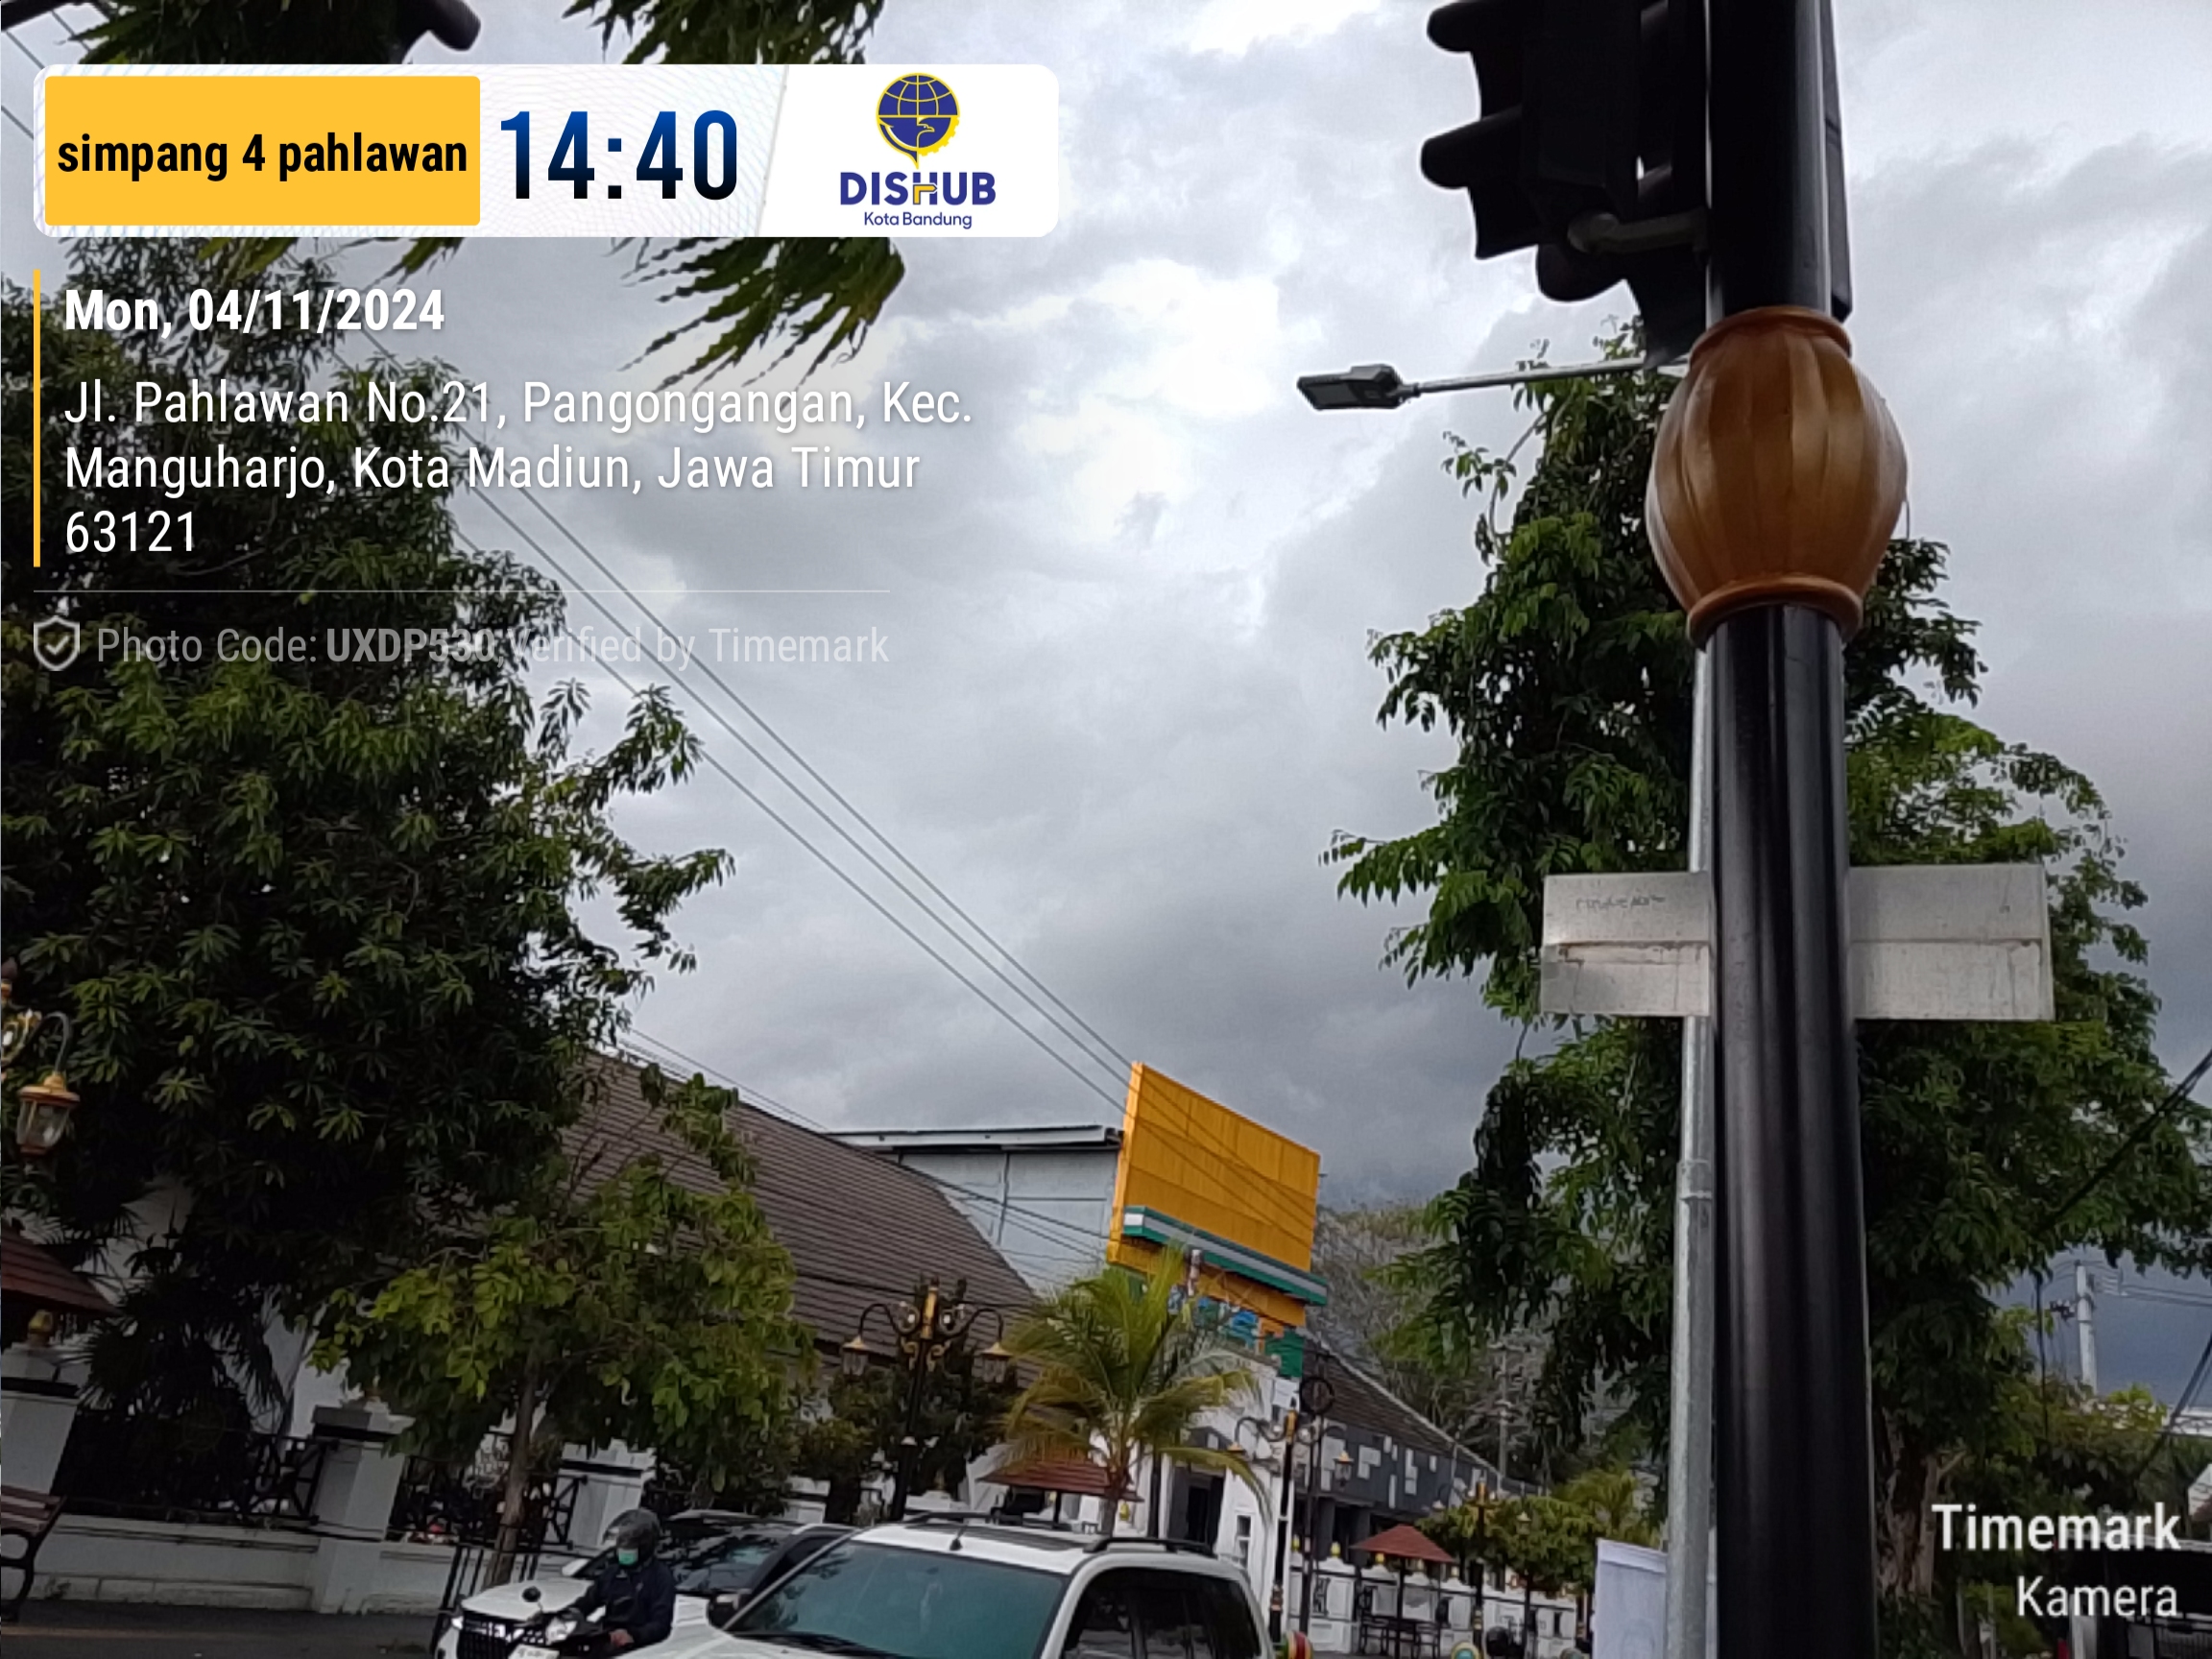 simpang 4 pahlawan
14:40
DISHUB
Kota Bandung
Mon, 04/11/2024
Jl. Pahlawan No.21, Pangongangan, Kec.
Manguharjo, Kota Madiun, Jawa Timur
63121
Photo Code: UXDP530, Verified by Timemark
Timemark
Kamera